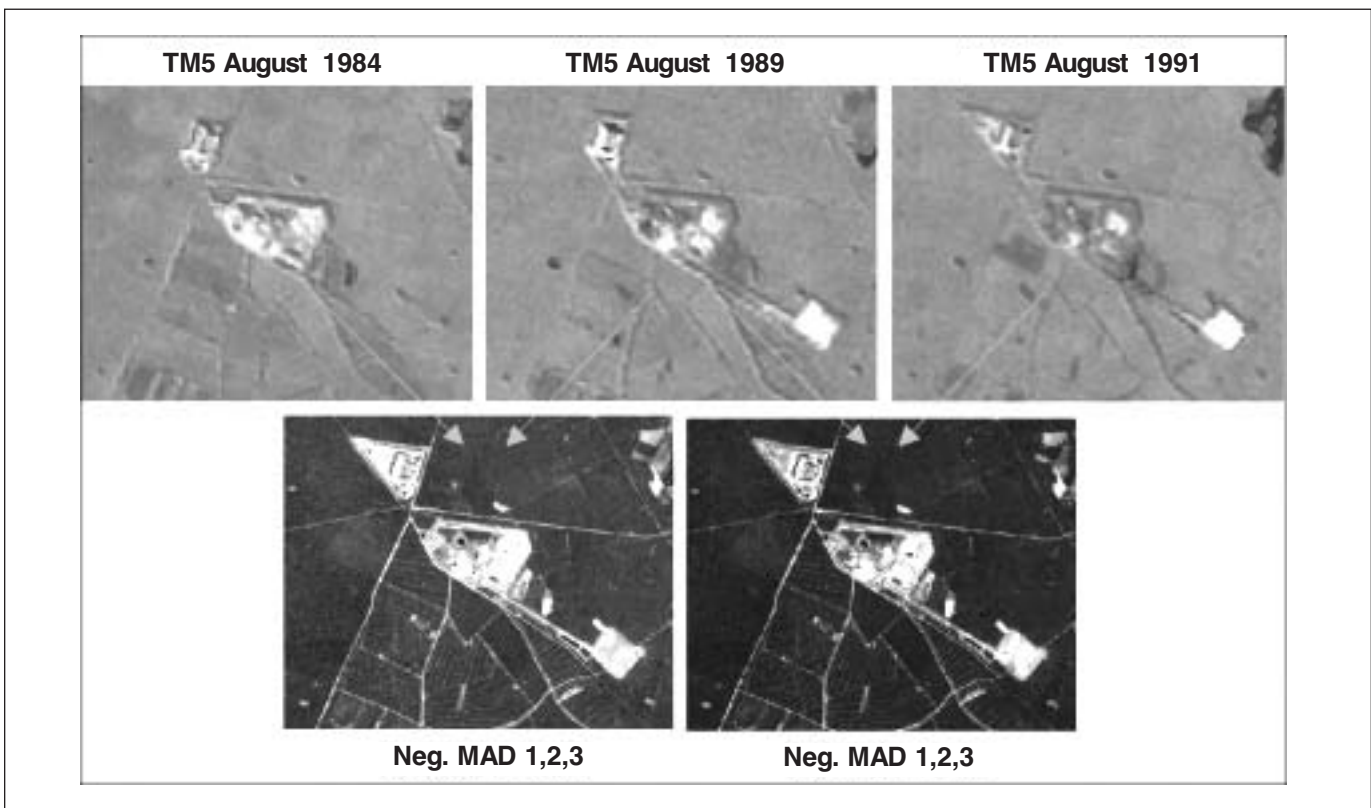 TM5 August 1984
TM5 August 1989
TM5 August 1991
Neg. MAD 1,2,3
Neg. MAD 1,2,3